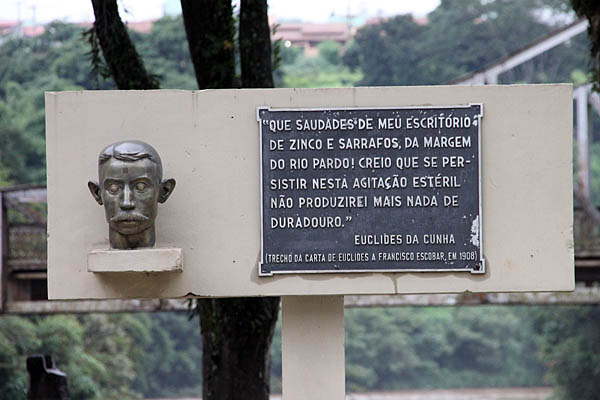 "QUE SAUDADES DE MEU ESCRITÓRIO
DE ZINCO E SARRAFOS, DA MARGEM
DO RIO PARDO! CREIO QUE SE PER-
SISTIR NESTA AGITAÇÃO ESTÉRIL
NÃO PRODUZIREI MAIS NADA DE
DURADOURO."
EUCLIDES DA CUNHA
(TRECHO DA CARTA DE EUCLIDES A FRANCISCO ESCOBAR, EM 1908)